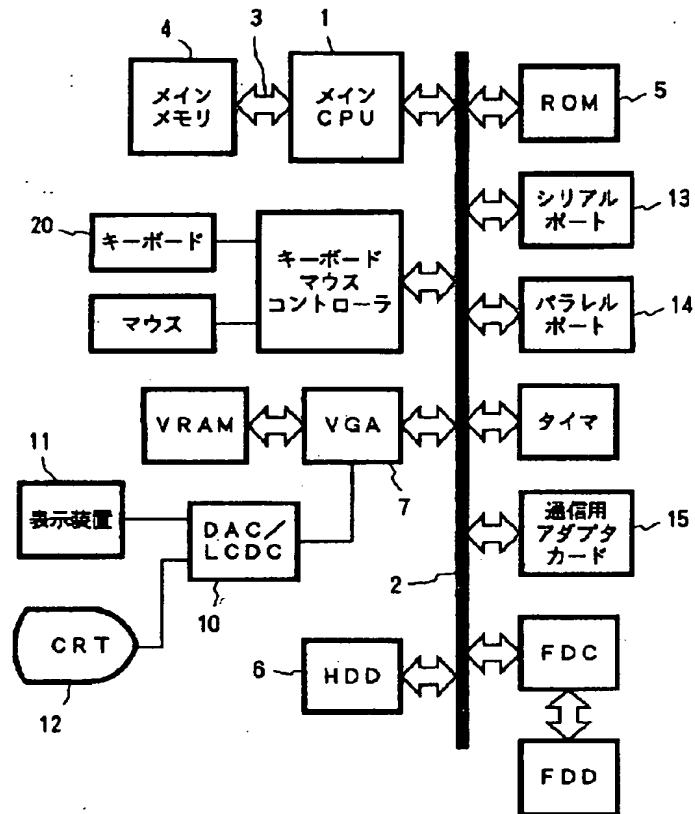 4
3
1
メイン
メモリ
メイン
CPU
ROM
5
シリアル
ポート
13
20
キーボード
マウス
キーボード
マウス
コントローラ
パラレル
ポート
14
VRAM
VGA
7
タイマ
11
表示装置
DAC/
LCDC
10
通信用
アダプタ
カード
15
2
CRT
12
6
HDD
FDC
FDD